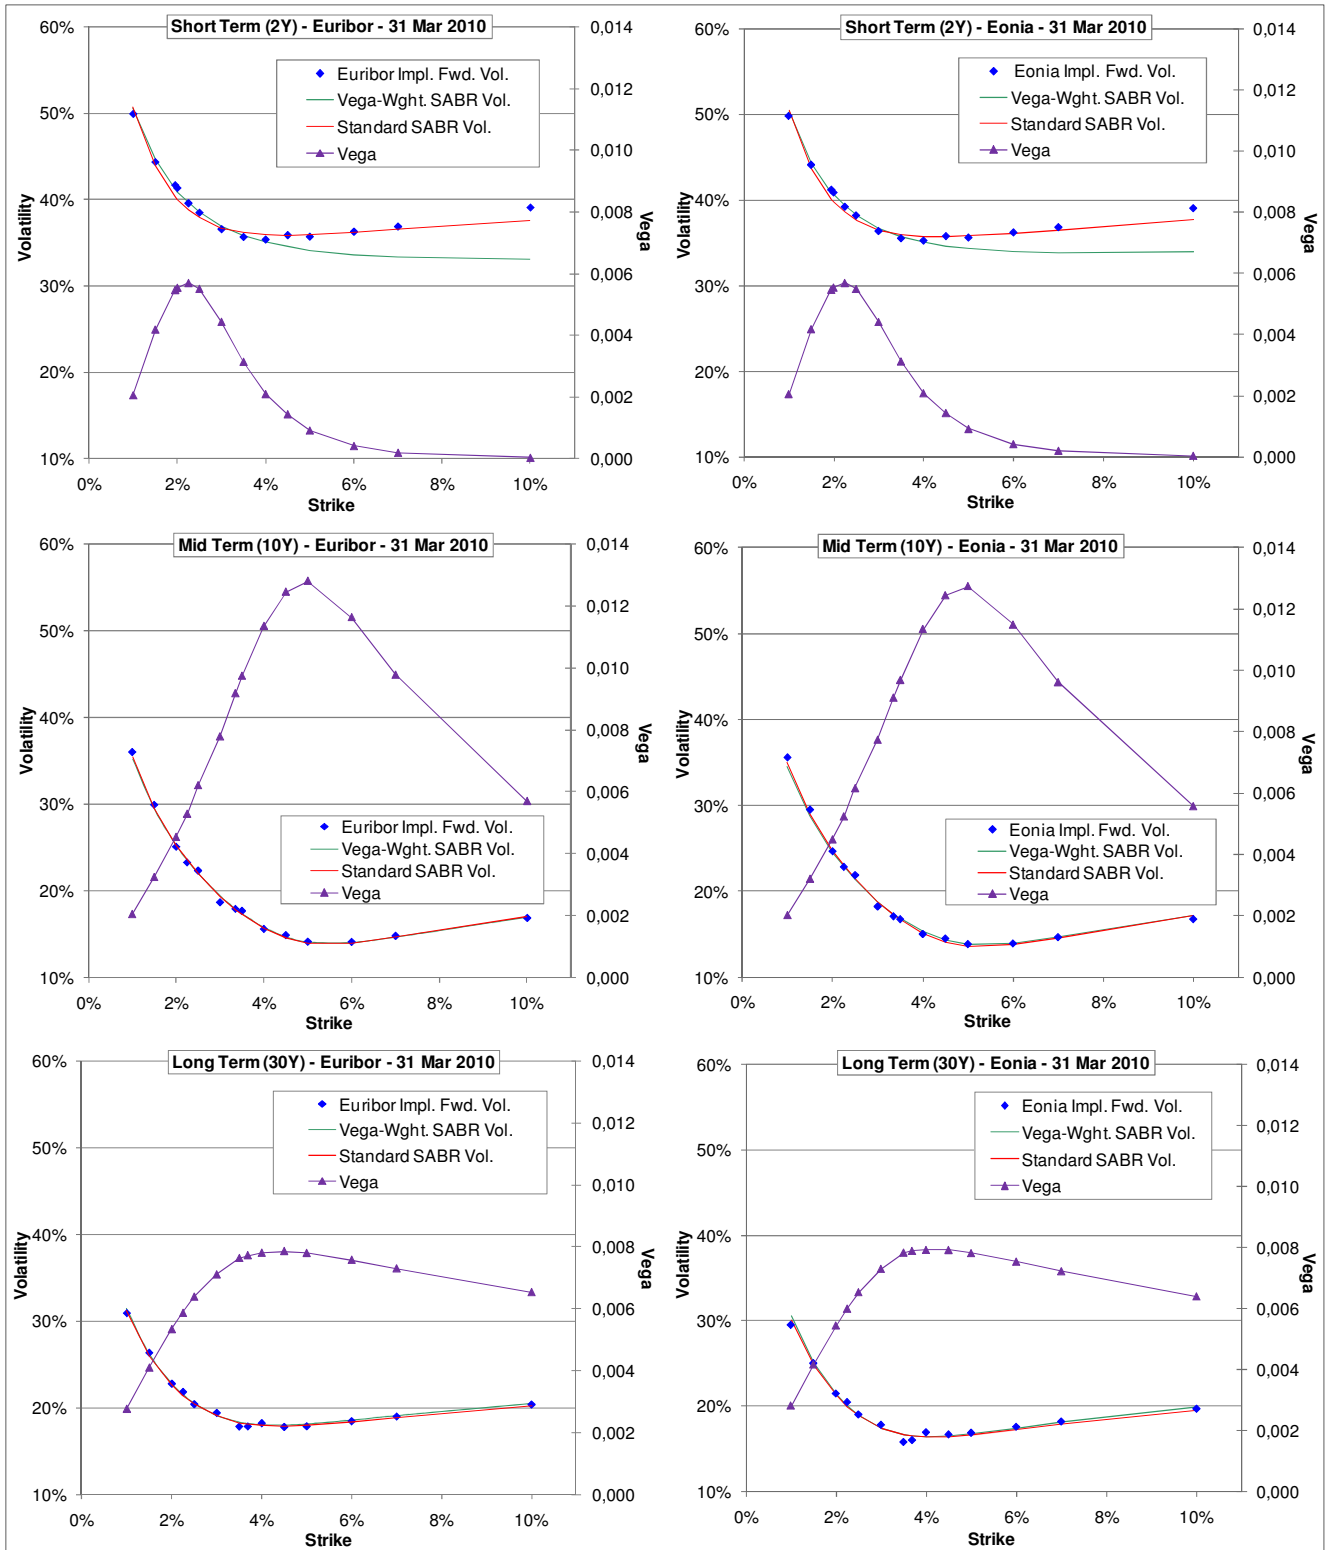 Short Term (2Y) - Euribor - 31 Mar 2010
60%
50%
40%
30%
20%
10%
Volatility
0,014
0,012
0,010
0,008
0,006
0,004
0,002
0,000
Vega
Euribor Impl. Fwd. Vol.
Vega-Wght. SABR Vol.
Standard SABR Vol.
Vega
0% 2% 4% 6% 8% 10%
Strike
Short Term (2Y) - Eonia - 31 Mar 2010
60%
50%
40%
30%
20%
10%
Volatility
0,014
0,012
0,010
0,008
0,006
0,004
0,002
0,000
Vega
Eonia Impl. Fwd. Vol.
Vega-Wght. SABR Vol.
Standard SABR Vol.
Vega
0% 2% 4% 6% 8% 10%
Strike
Mid Term (10Y) - Euribor - 31 Mar 2010
60%
50%
40%
30%
20%
10%
Volatility
0,014
0,012
0,010
0,008
0,006
0,004
0,002
0,000
Vega
Euribor Impl. Fwd. Vol.
Vega-Wght. SABR Vol.
Standard SABR Vol.
Vega
0% 2% 4% 6% 8% 10%
Strike
Mid Term (10Y) - Eonia - 31 Mar 2010
60%
50%
40%
30%
20%
10%
Volatility
0,014
0,012
0,010
0,008
0,006
0,004
0,002
0,000
Vega
Eonia Impl. Fwd. Vol.
Vega-Wght. SABR Vol.
Standard SABR Vol.
Vega
0% 2% 4% 6% 8% 10%
Strike
Long Term (30Y) - Euribor - 31 Mar 2010
60%
50%
40%
30%
20%
10%
Volatility
0,014
0,012
0,010
0,008
0,006
0,004
0,002
0,000
Vega
Euribor Impl. Fwd. Vol.
Vega-Wght. SABR Vol.
Standard SABR Vol.
Vega
0% 2% 4% 6% 8% 10%
Strike
Long Term (30Y) - Eonia - 31 Mar 2010
60%
50%
40%
30%
20%
10%
Volatility
0,014
0,012
0,010
0,008
0,006
0,004
0,002
0,000
Vega
Eonia Impl. Fwd. Vol.
Vega-Wght. SABR Vol.
Standard SABR Vol.
Vega
0% 2% 4% 6% 8% 10%
Strike